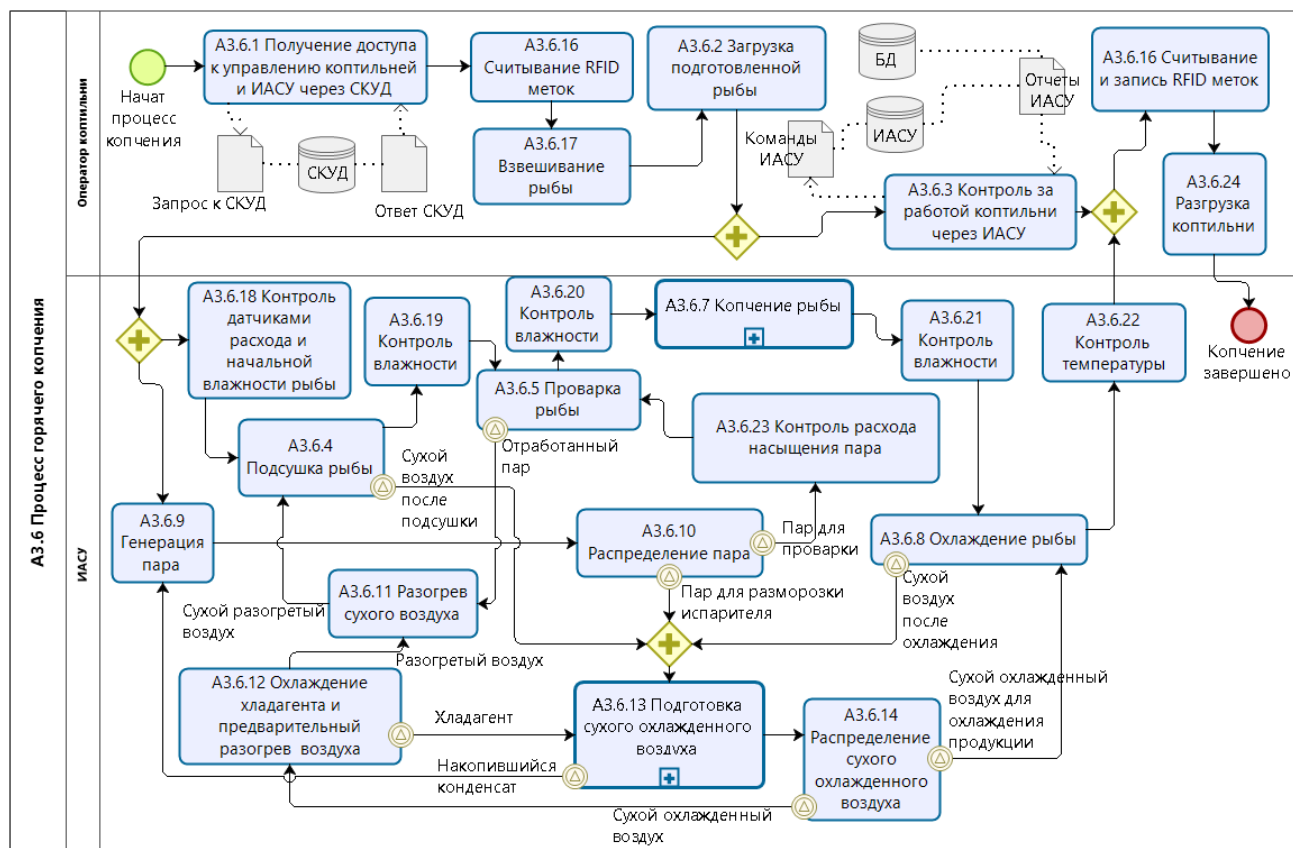 А3.6 Процесс горячего копчения
Оператор коптильни
Начат
процесс
копчения
А3.6.1 Получение доступа
к управлению коптильней
и ИАСУ через СКУД
Запрос к СКУД
СКУД
Ответ СКУД
А3.6.16
Считывание RFID
меток
А3.6.17
Взвешивание
рыбы
А3.6.2 Загрузка
подготовленной
рыбы
БД
ИАСУ
Команды
ИАСУ
Отчеты
ИАСУ
А3.6.3 Контроль за
работой коптильни
через ИАСУ
А3.6.16 Считывание
и запись RFID меток
А3.6.24
Разгрузка
коптильни
Копчение
завершено
ИАСУ
А3.6.18 Контроль
датчиками
расхода и
начальной
влажности рыбы
А3.6.19
Контроль
влажности
А3.6.20
Контроль
влажности
А3.6.7 Копчение рыбы
А3.6.21
Контроль
влажности
А3.6.22
Контроль
температуры
А3.6.5 Проварка
рыбы
А3.6.23 Контроль расхода
насыщения пара
А3.6.4
Подсушка рыбы
Сухой
воздух
после
подсушки
Отработанный
пар
А3.6.9
Генерация
пара
А3.6.10
Распределение пара
Пар для
проварки
А3.6.8 Охлаждение рыбы
Пар для разморозки
испарителя
Сухой
воздух
после
охлаждения
А3.6.11 Разогрев
сухого воздуха
Сухой разогретый
воздух
Разогретый воздух
А3.6.12 Охлаждение
хладагента и
предварительный
разогрев воздуха
Хладагент
Накопившийся
конденсат
А3.6.13 Подготовка
сухого охлажденного
воздуха
А3.6.14
Распределение
сухого
охлажденного
воздуха
Сухой охлажденный
воздух для
охлаждения
продукции
Сухой охлажденный
воздух